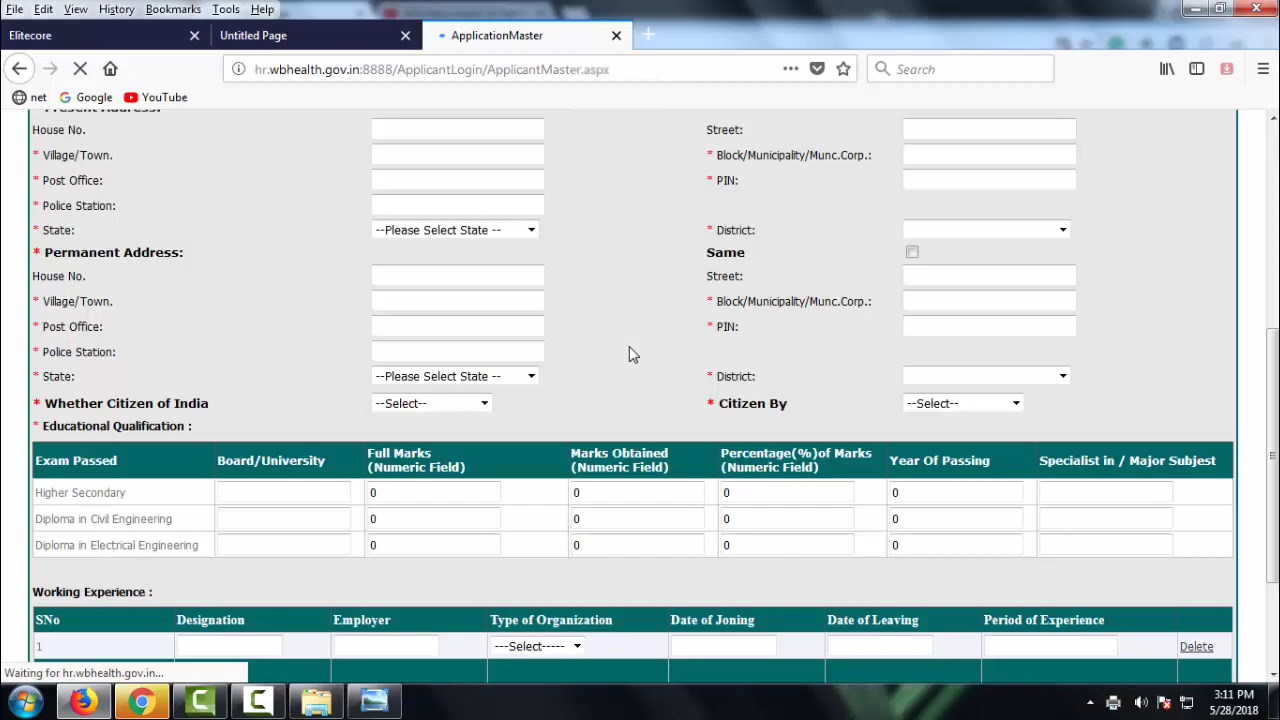 File Edit View History Bookmarks Tools Help
Elitecore Untitled Page ApplicationMaster
hr.wbhealth.gov.in:8888/ApplicantLogin/ApplicantMaster.aspx Search
net Google YouTube
House No. Street:
* Village/Town. * Block/Municipality/Munc.Corp.:
* Post Office: * PIN:
* Police Station:
* State: --Please Select State -- * District:
* Permanent Address: Same
House No. Street:
* Village/Town. * Block/Municipality/Munc.Corp.:
* Post Office: * PIN:
* Police Station:
* State: --Please Select State -- * District:
* Whether Citizen of India --Select-- * Citizen By --Select--
* Educational Qualification :
Exam Passed Board/University Full Marks (Numeric Field) Marks Obtained (Numeric Field) Percentage(%)of Marks (Numeric Field) Year Of Passing Specialist in / Major Subjest
Higher Secondary 0 0 0 0
Diploma in Civil Engineering 0 0 0 0
Diploma in Electrical Engineering 0 0 0 0
Working Experience :
SNo Designation Employer Type of Organization Date of Joning Date of Leaving Period of Experience
1 ---Select----- Delete
Waiting for hr.wbhealth.gov.in...
3:11 PM
5/28/2018